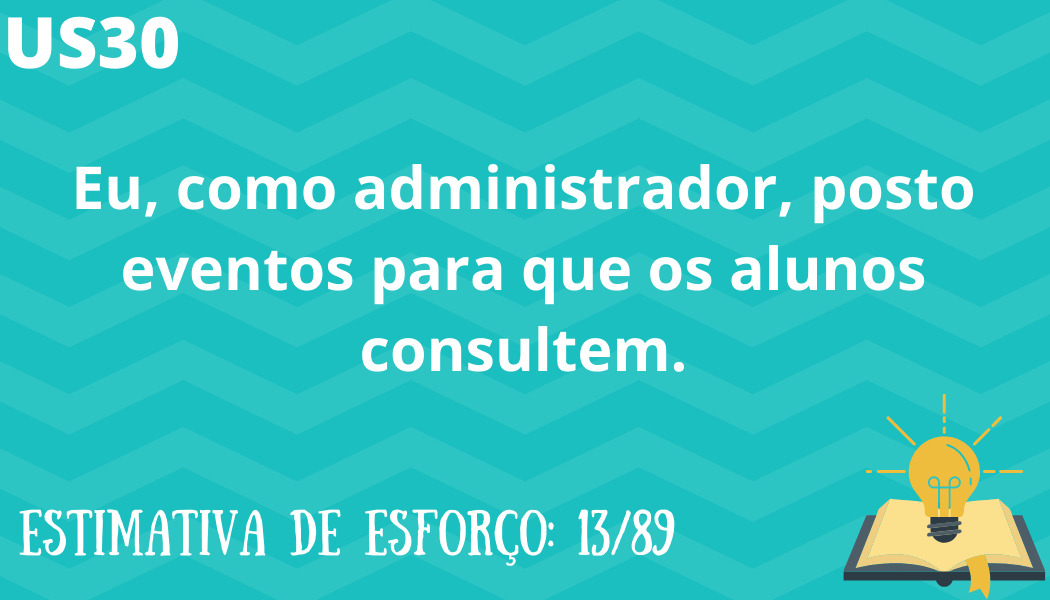 US30
Eu, como administrador, posto
eventos para que os alunos
consultem.
ESTIMATIVA DE ESFORÇO: 13/89